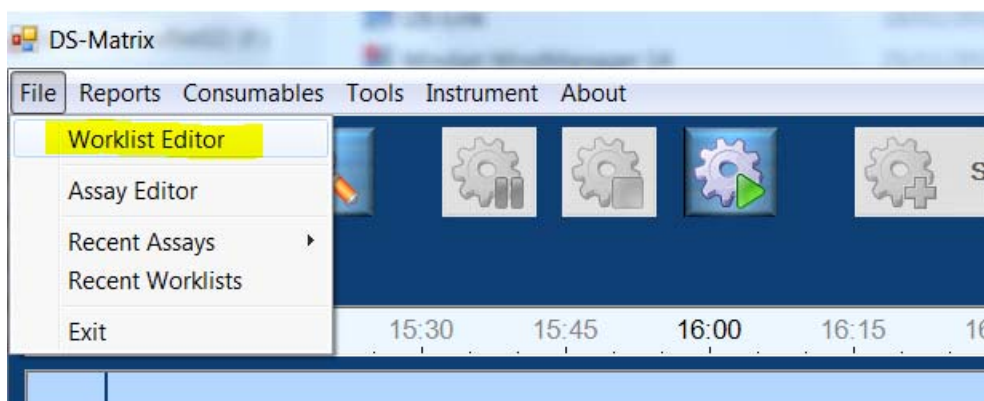 DS-Matrix
File Reports Consumables Tools Instrument About
Worklist Editor
Assay Editor
Recent Assays
Recent Worklists
Exit
15:30 15:45 16:00 16:15